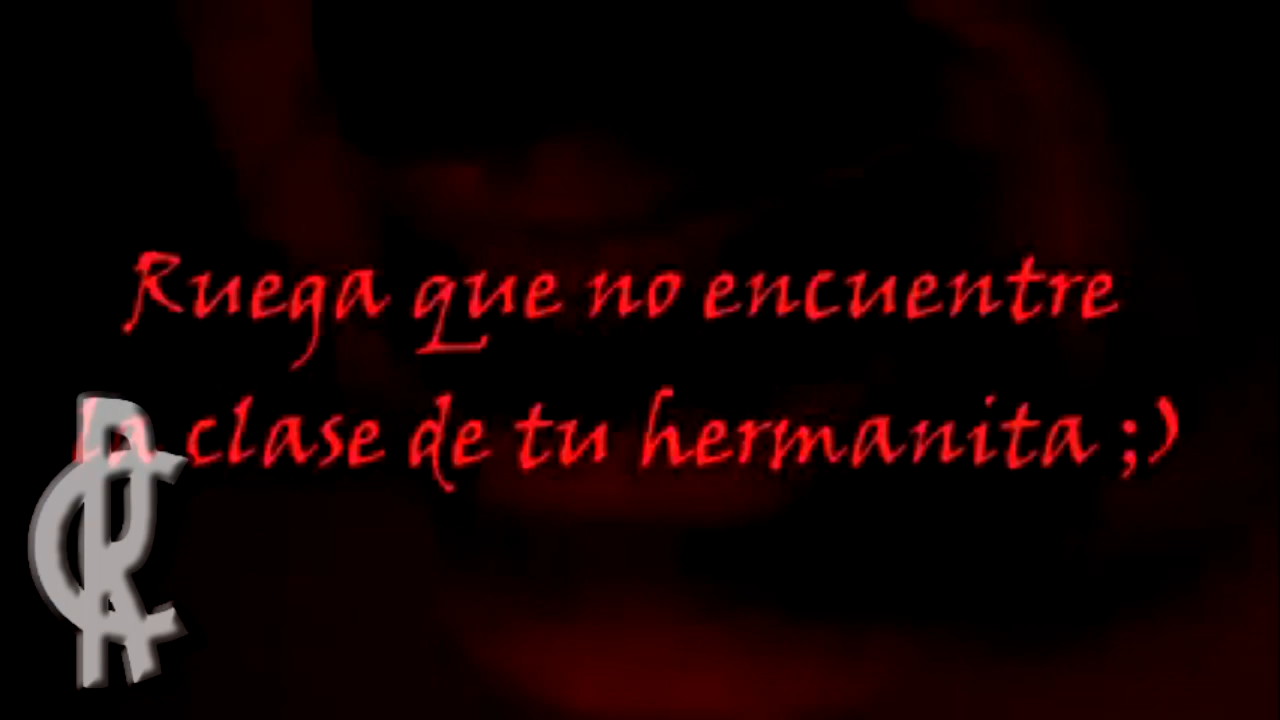 Ruega que no encuentre
la clase de tu hermanita ;)